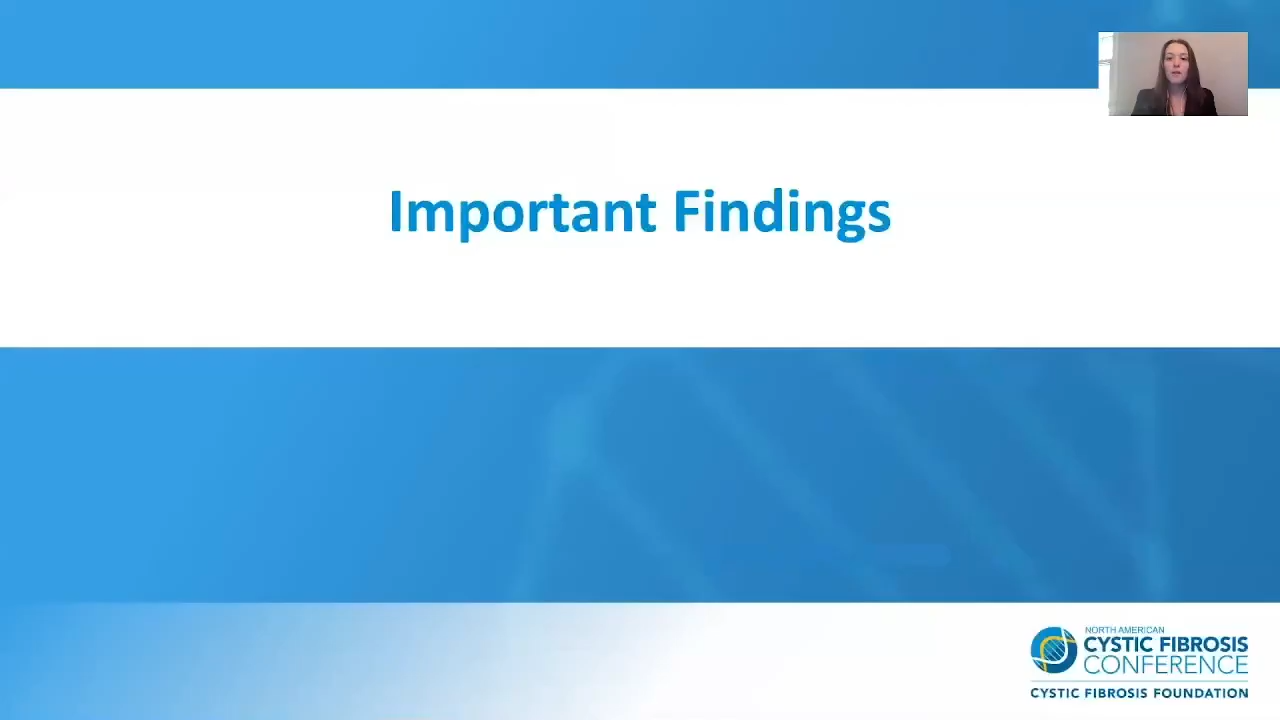 Important Findings
NORTH AMERICAN
CYSTIC FIBROSIS
CONFERENCE
CYSTIC FIBROSIS FOUNDATION